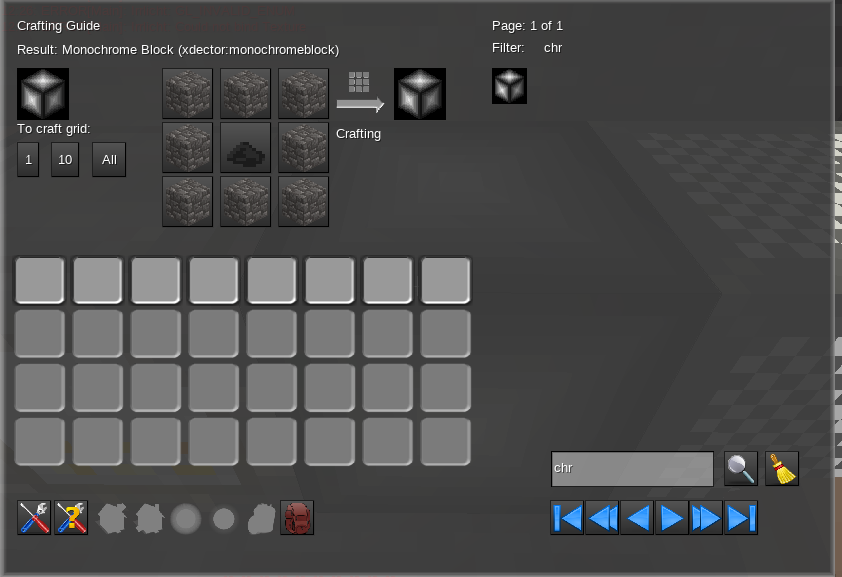 Crafting Guide
Page: 1 of 1
Result: Monochrome Block (xdector:monochromeblock)
Filter: chr
To craft grid:
Crafting
1 10 All
chr